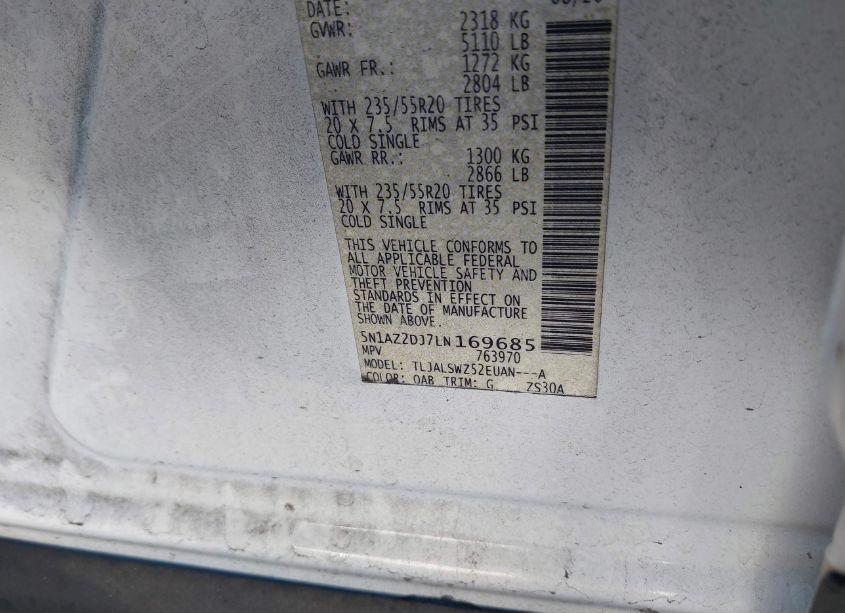 DATE:
GVWR: 2318 KG
5110 LB
GAWR FR.: 1272 KG
2804 LB
WITH 235/55R20 TIRES
20 X 7.5 RIMS AT 35 PSI
COLD SINGLE
GAWR RR.: 1300 KG
2866 LB
WITH 235/55R20 TIRES
20 X 7.5 RIMS AT 35 PSI
COLD SINGLE
THIS VEHICLE CONFORMS TO
ALL APPLICABLE FEDERAL
MOTOR VEHICLE SAFETY AND
THEFT PREVENTION
STANDARDS IN EFFECT ON
THE DATE OF MANUFACTURE
SHOWN ABOVE.
5N1AZ2DJ7LN169685
MPV 763970
MODEL: TLJALSWZ52EUAN---A
COLOR: QAB TRIM: G ZS30A